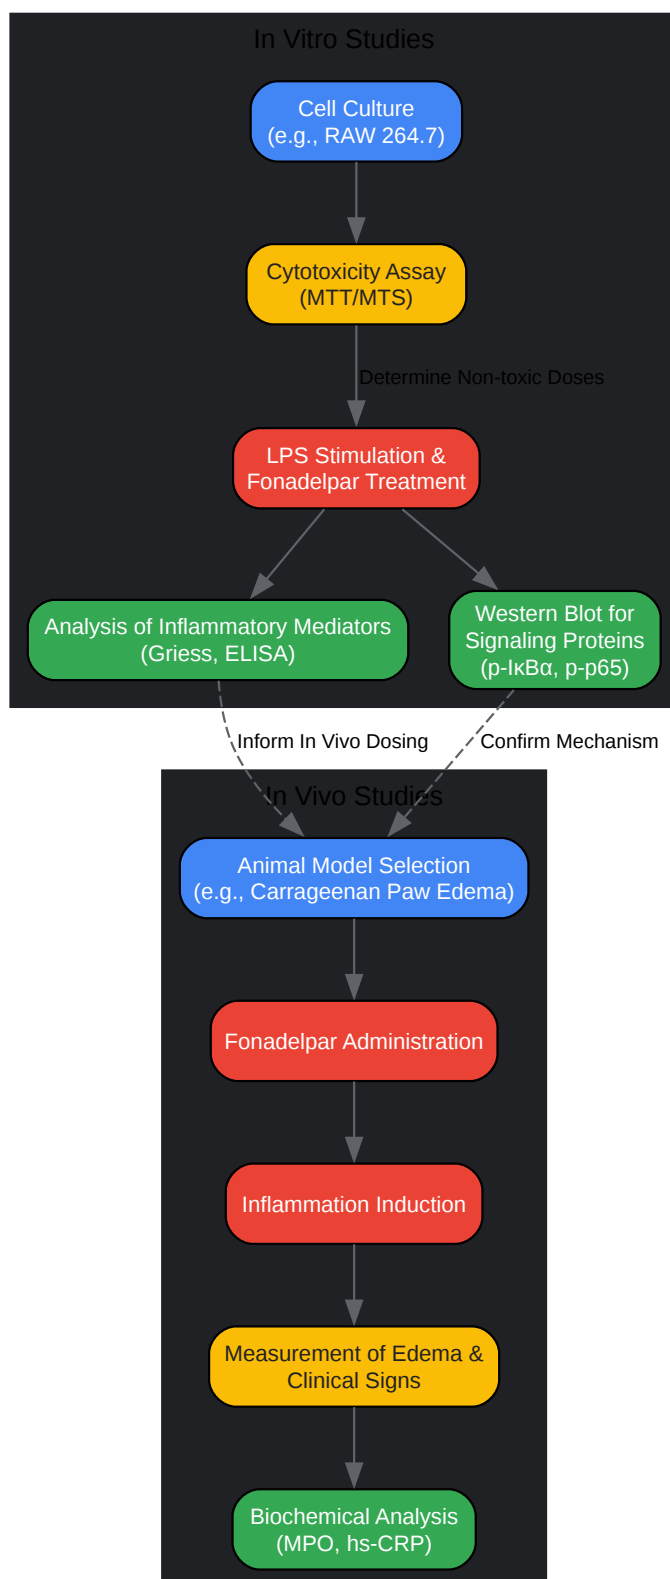 In Vitro Studies
Cell Culture
(e.g., RAW 264.7)
Cytotoxicity Assay
(MTT/MTS)
Determine Non-toxic Doses
LPS Stimulation &
Fonadelpar Treatment
Analysis of Inflammatory Mediators
(Griess, ELISA)
Western Blot for
Signaling Proteins
(p-IκBα, p-p65)
Inform In Vivo Dosing
Confirm Mechanism
In Vivo Studies
Animal Model Selection
(e.g., Carrageenan Paw Edema)
Fonadelpar Administration
Inflammation Induction
Measurement of Edema &
Clinical Signs
Biochemical Analysis
(MPO, hs-CRP)